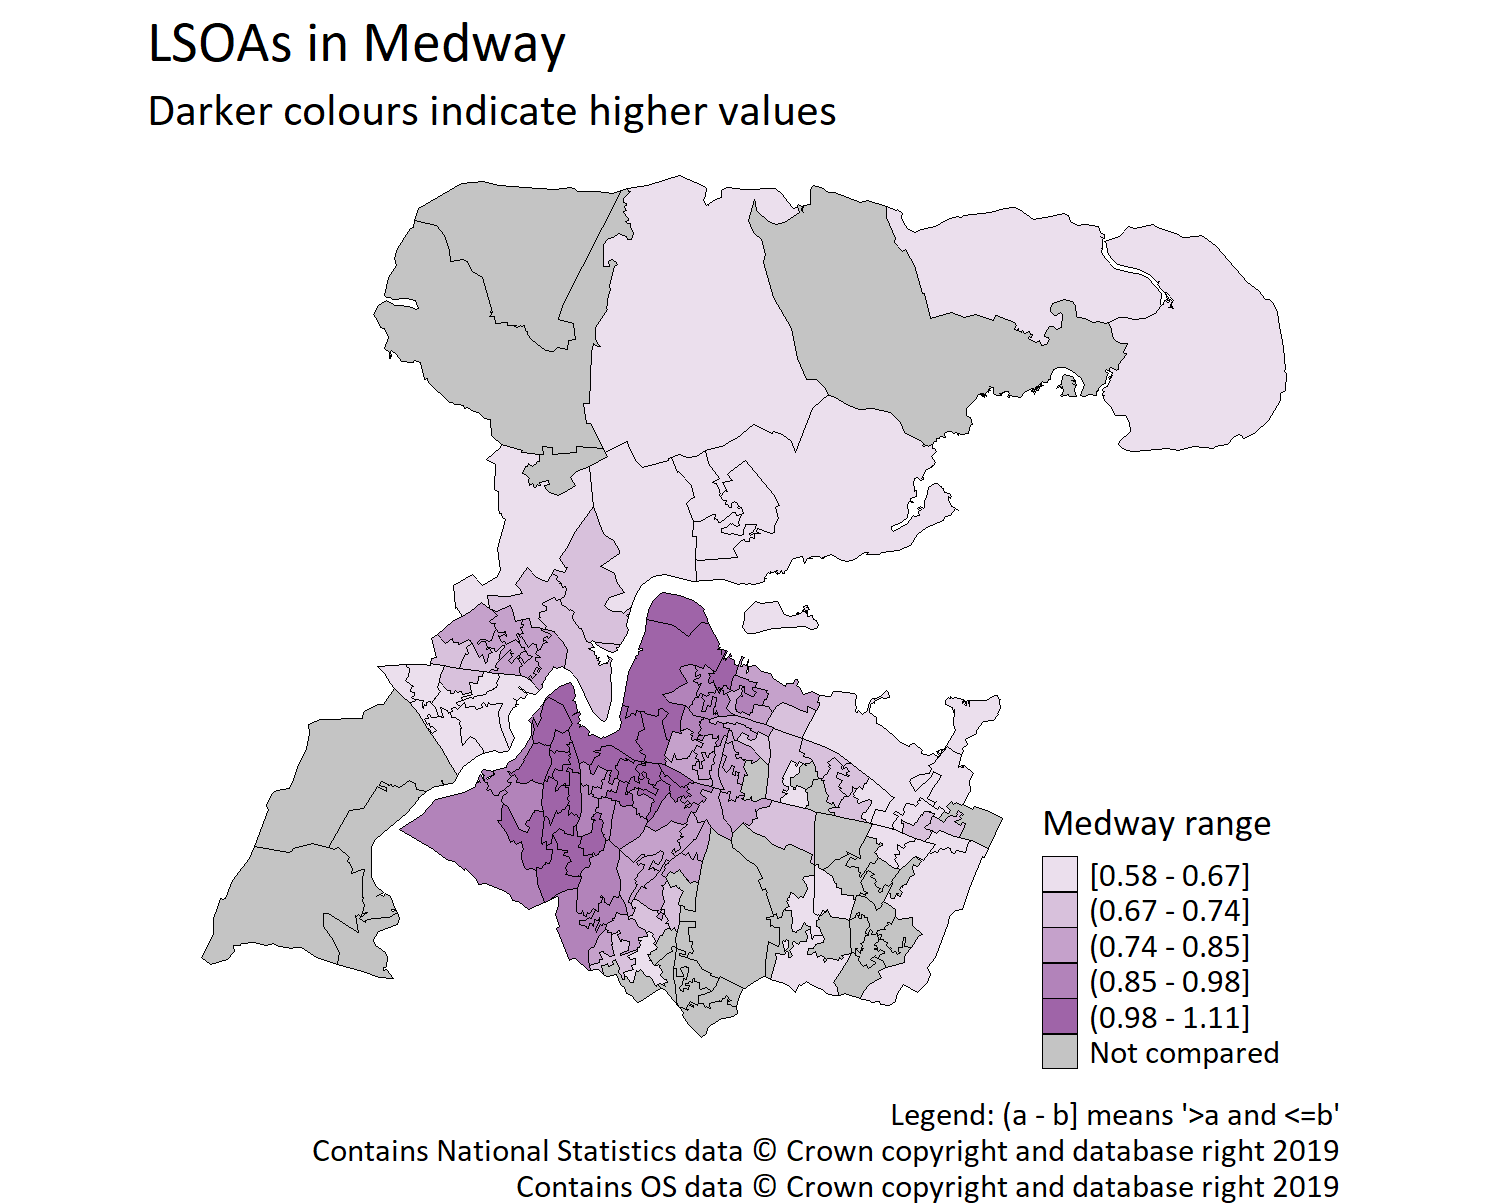 LSOAs in Medway
Darker colours indicate higher values
Medway range
[0.58 - 0.67]
(0.67 - 0.74]
(0.74 - 0.85]
(0.85 - 0.98]
(0.98 - 1.11]
Not compared
Legend: (a - b] means '>a and <=b'
Contains National Statistics data © Crown copyright and database right 2019
Contains OS data © Crown copyright and database right 2019